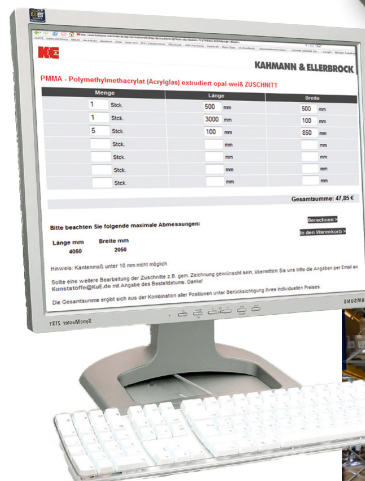 KE
KAHMANN & ELLERBROCK
PMMA - Polymethylmethacrylat (Acrylglas) extrudiert opal-weiß ZUSCHNITT
Menge Länge Breite
1 Stck. 500 mm 500 mm
1 Stck. 3000 mm 100 mm
5 Stck. 100 mm 850 mm
Stck. mm mm
Stck. mm mm
Stck. mm mm
Stck. mm mm
Gesamtsumme: 47,85 €
Berechnen >
Bitte beachten Sie folgende maximale Abmessungen:
In den Warenkorb >
Länge mm Breite mm
4050 2050
Hinweis: Kantenmaß unter 10 mm nicht möglich
Sollte eine weitere Bearbeitung der Zuschnitte z.B. gem. Zeichnung gewünscht sein, übermitteln Sie uns bitte die Angaben per Email an
Kunststoffe@KuE.de mit Angabe des Bestelldatums. Danke!
Die Gesamtsumme ergibt sich aus der Kombination aller Positionen unter Berücksichtigung ihres individuellen Preises.